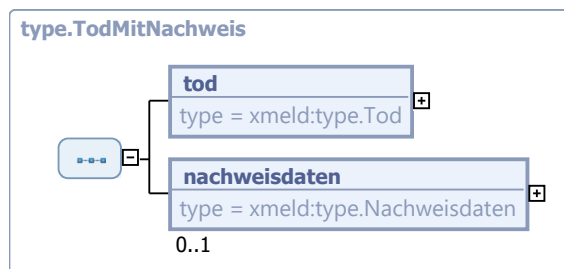 type.TodMitNachweis
tod
type = xmeld:type.Tod
nachweisdaten
type = xmeld:type.Nachweisdaten
0..1